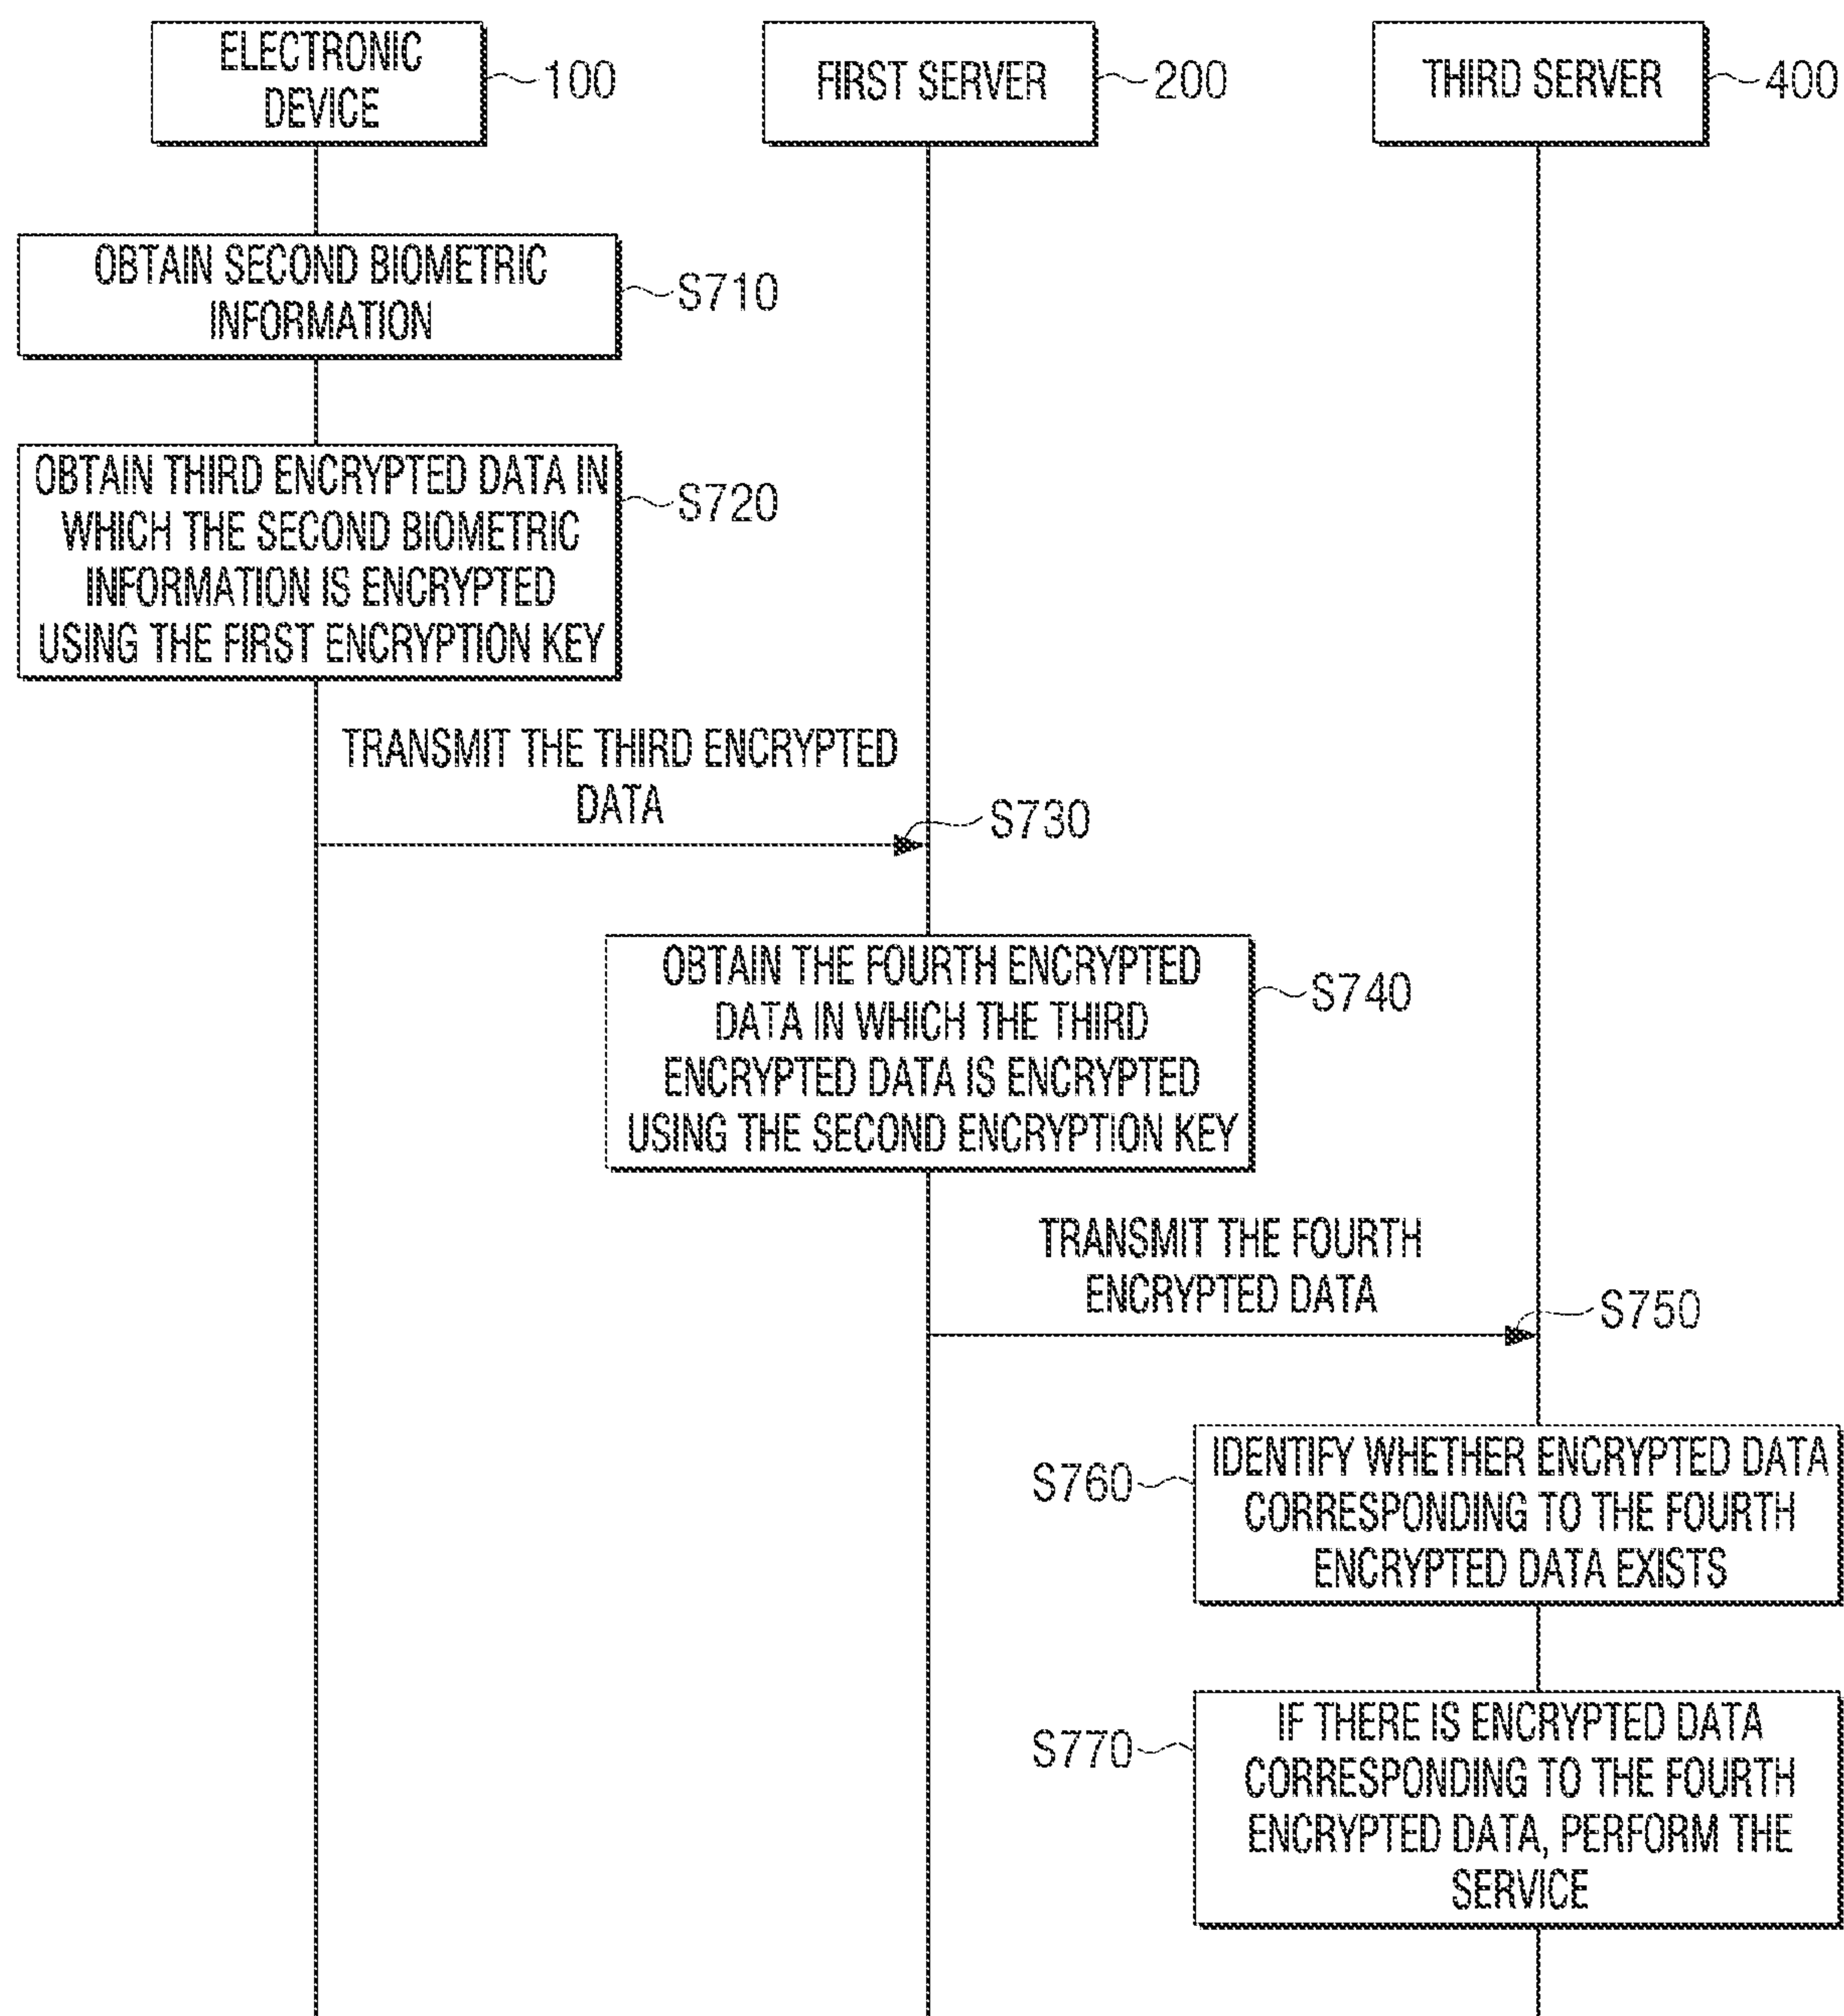 ELECTRONIC
DEVICE
100
FIRST SERVER
200
THIRD SERVER
400
OBTAIN SECOND BIOMETRIC
INFORMATION
S710
OBTAIN THIRD ENCRYPTED DATA IN
WHICH THE SECOND BIOMETRIC
INFORMATION IS ENCRYPTED
USING THE FIRST ENCRYPTION KEY
S720
TRANSMIT THE THIRD ENCRYPTED
DATA
S730
OBTAIN THE FOURTH ENCRYPTED
DATA IN WHICH THE THIRD
ENCRYPTED DATA IS ENCRYPTED
USING THE SECOND ENCRYPTION KEY
S740
TRANSMIT THE FOURTH
ENCRYPTED DATA
S750
S760
IDENTIFY WHETHER ENCRYPTED DATA
CORRESPONDING TO THE FOURTH
ENCRYPTED DATA EXISTS
S770
IF THERE IS ENCRYPTED DATA
CORRESPONDING TO THE FOURTH
ENCRYPTED DATA, PERFORM THE
SERVICE